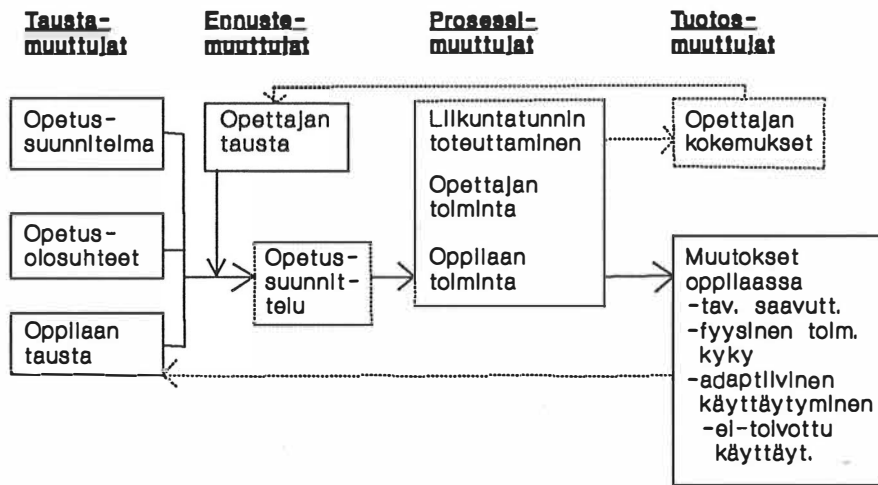 Tausta-
muuttujat
Ennuste-
muuttujat
Prosessi-
muuttujat
Tuotos-
muuttujat
Opetus-
suunnitelma
Opetus-
olosuhteet
Oppilaan
tausta
Opettajan
tausta
Opetus-
suunnit-
telu
Liikuntatunnin
toteuttaminen
Opettajan
toiminta
Oppilaan
toiminta
Opettajan
kokemukset
Muutokset
oppilaassa
-tav. saavutt.
-fyysinen toim.
kyky
-adaptiivinen
käyttäytyminen
-ei-toivottu
käyttäyt.